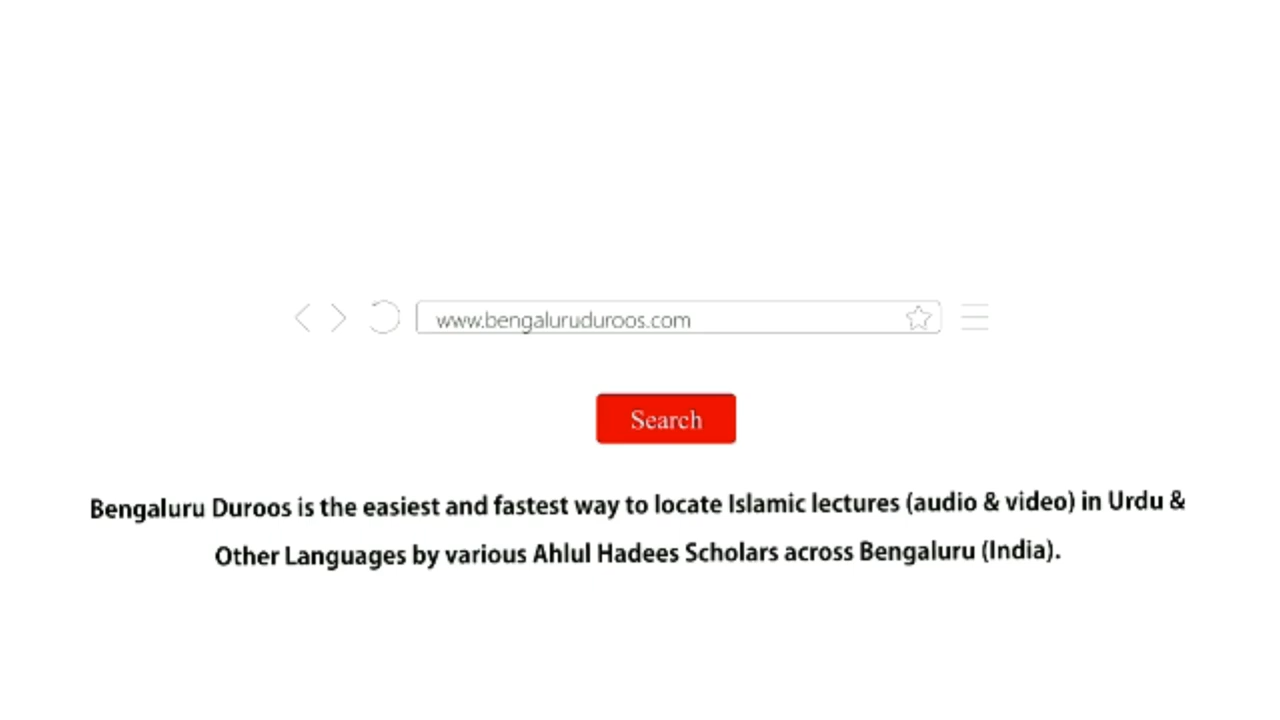 www.bengaluruduroos.com
Search
Bengaluru Duroos is the easiest and fastest way to locate Islamic lectures (audio & video) in Urdu &
Other Languages by various Ahlul Hadees Scholars across Bengaluru (India).